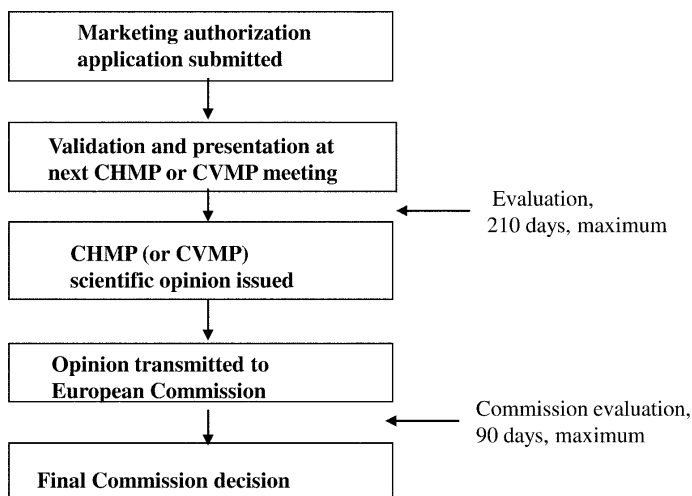 Marketing authorization
application submitted
Validation and presentation at
next CHMP or CVMP meeting
Evaluation,
210 days, maximum
CHMP (or CVMP)
scientific opinion issued
Opinion transmitted to
European Commission
Commission evaluation,
90 days, maximum
Final Commission decision